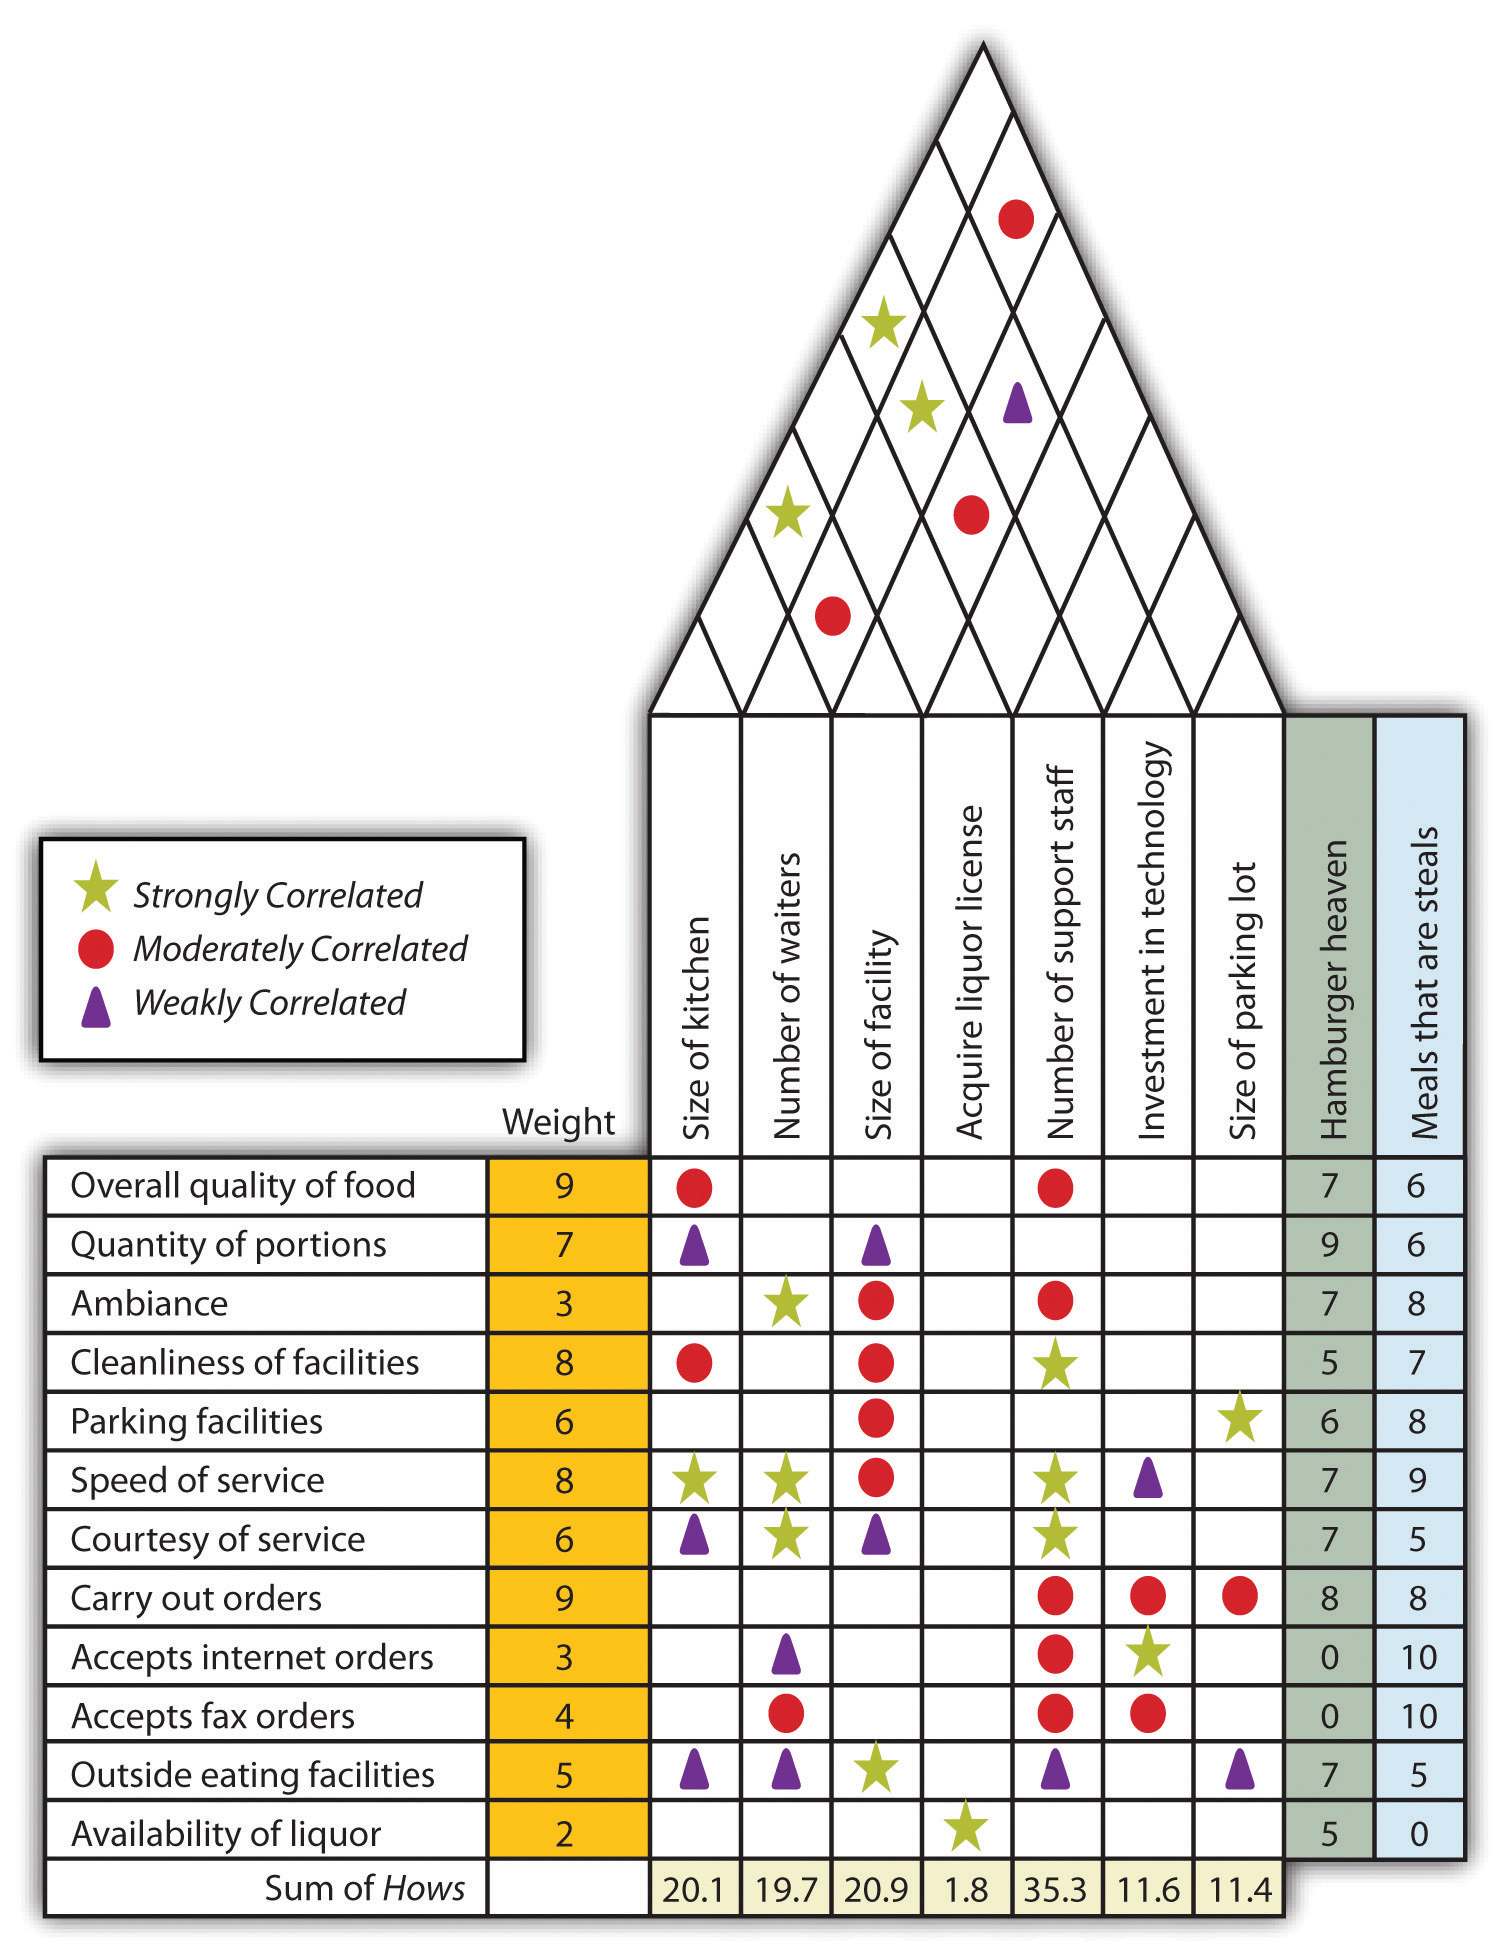 Strongly Correlated
Moderately Correlated
Weakly Correlated
Weight
Size of kitchen
Number of waiters
Size of facility
Acquire liquor license
Number of support staff
Investment in technology
Size of parking lot
Hamburger heaven
Meals that are steals
Overall quality of food 9 7 6
Quantity of portions 7 9 6
Ambiance 3 7 8
Cleanliness of facilities 8 5 7
Parking facilities 6 6 8
Speed of service 8 7 9
Courtesy of service 6 7 5
Carry out orders 9 8 8
Accepts internet orders 3 0 10
Accepts fax orders 4 0 10
Outside eating facilities 5 7 5
Availability of liquor 2 5 0
Sum of Hows 20.1 19.7 20.9 1.8 35.3 11.6 11.4